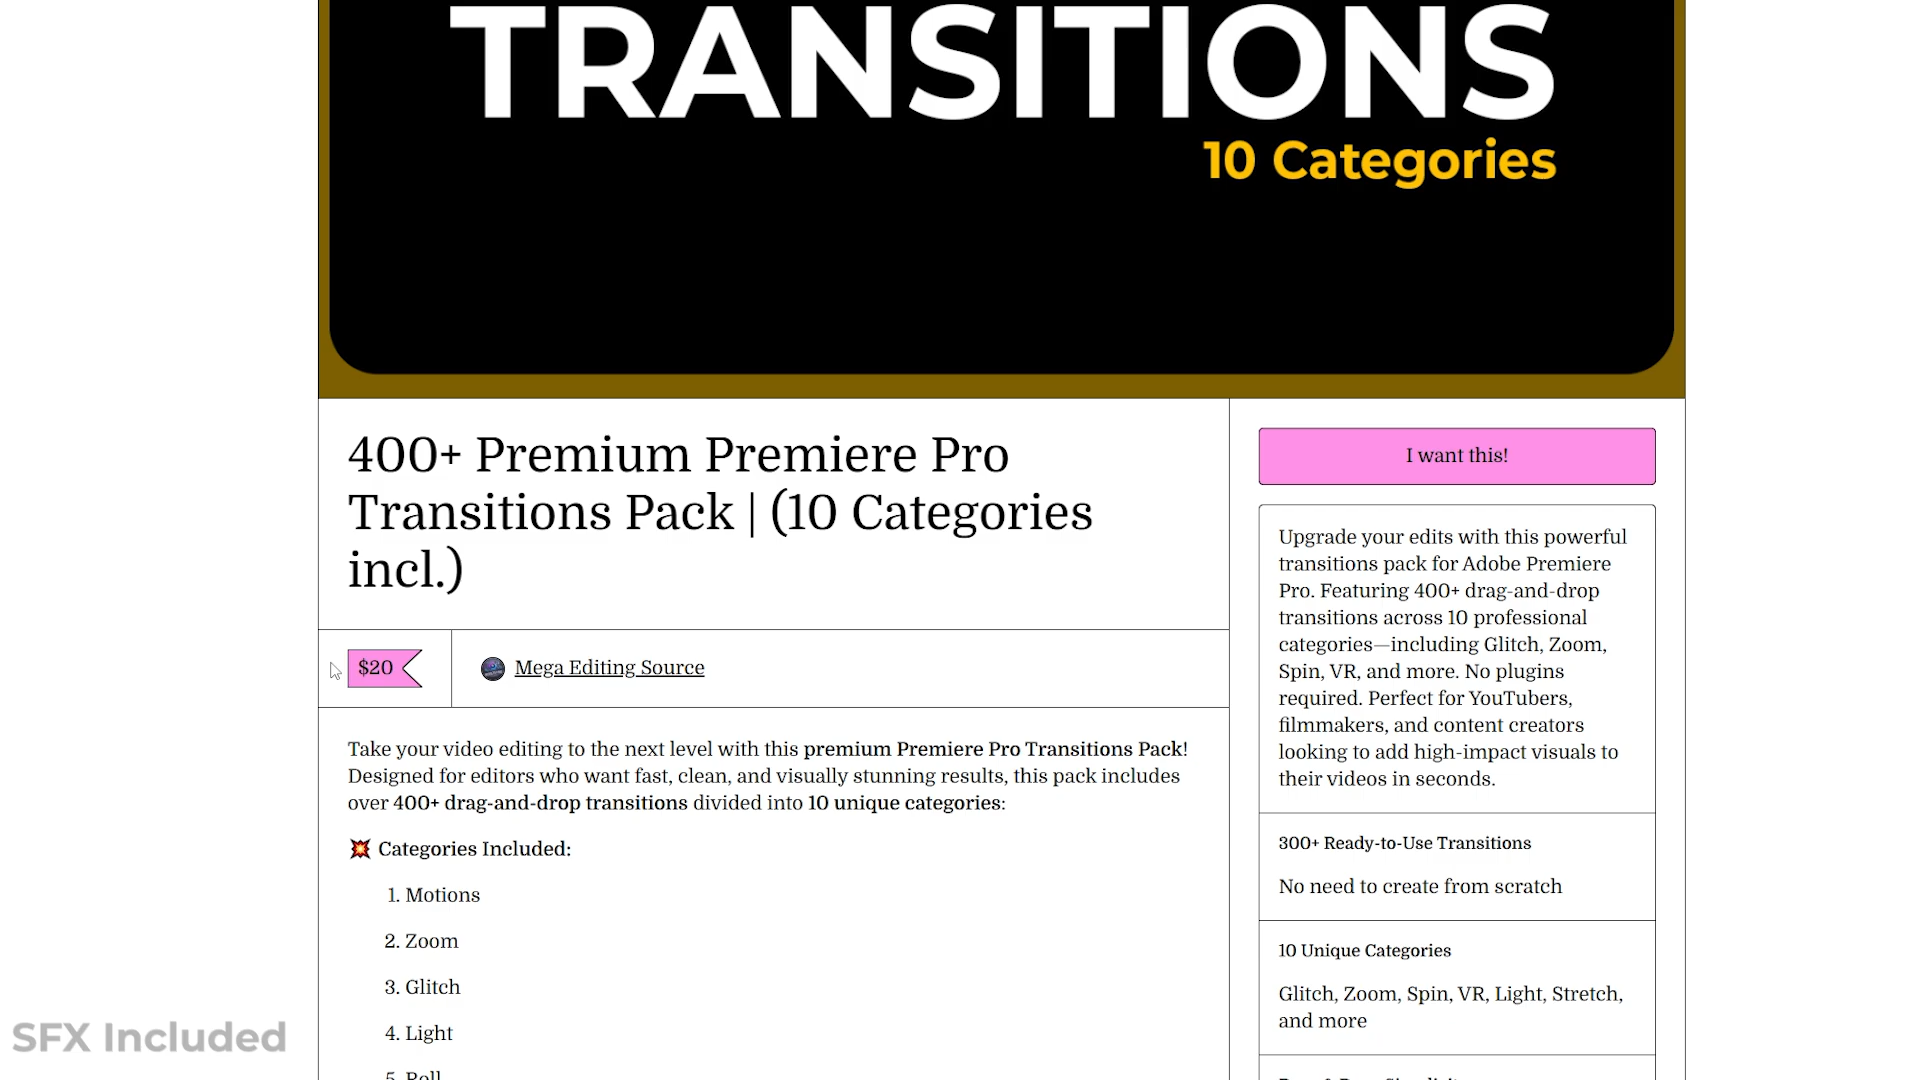 TRANSITIONS
10 Categories
400+ Premium Premiere Pro
Transitions Pack | (10 Categories
incl.)
$20
Mega Editing Source
Take your video editing to the next level with this premium Premiere Pro Transitions Pack!
Designed for editors who want fast, clean, and visually stunning results, this pack includes
over 400+ drag-and-drop transitions divided into 10 unique categories:
Categories Included:
1. Motions
2. Zoom
3. Glitch
4. Light
5. Roll
I want this!
Upgrade your edits with this powerful
transitions pack for Adobe Premiere
Pro. Featuring 400+ drag-and-drop
transitions across 10 professional
categories—including Glitch, Zoom,
Spin, VR, and more. No plugins
required. Perfect for YouTubers,
filmmakers, and content creators
looking to add high-impact visuals to
their videos in seconds.
300+ Ready-to-Use Transitions
No need to create from scratch
10 Unique Categories
Glitch, Zoom, Spin, VR, Light, Stretch,
and more
SFX Included